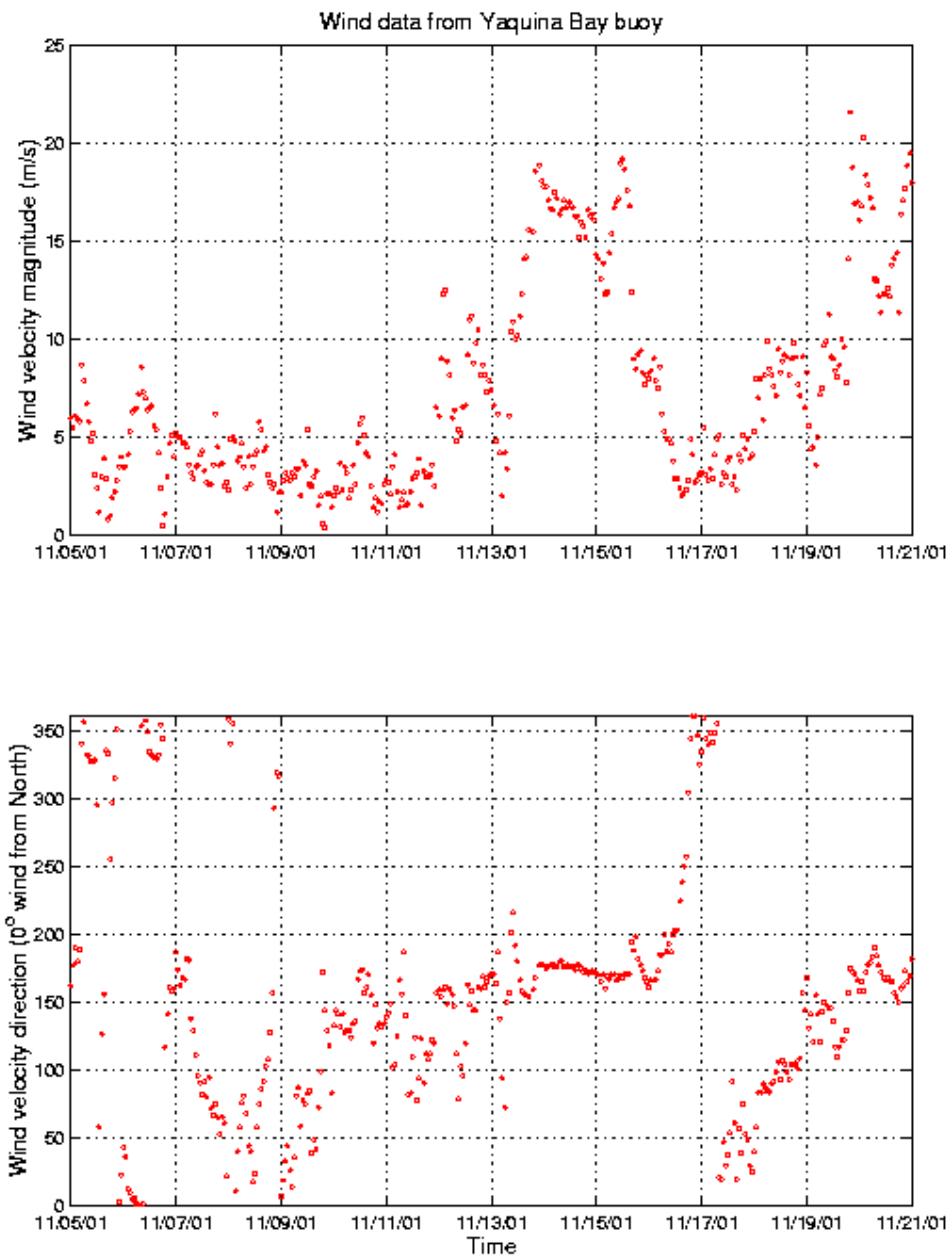 Wind data from Yaquina Bay buoy
Wind velocity magnitude (m/s)
25
20
15
10
5
0
11/05/01 11/07/01 11/09/01 11/11/01 11/13/01 11/15/01 11/17/01 11/19/01 11/21/01
Wind velocity direction (0° wind from North)
350
300
250
200
150
100
50
0
11/05/01 11/07/01 11/09/01 11/11/01 11/13/01 11/15/01 11/17/01 11/19/01 11/21/01
Time